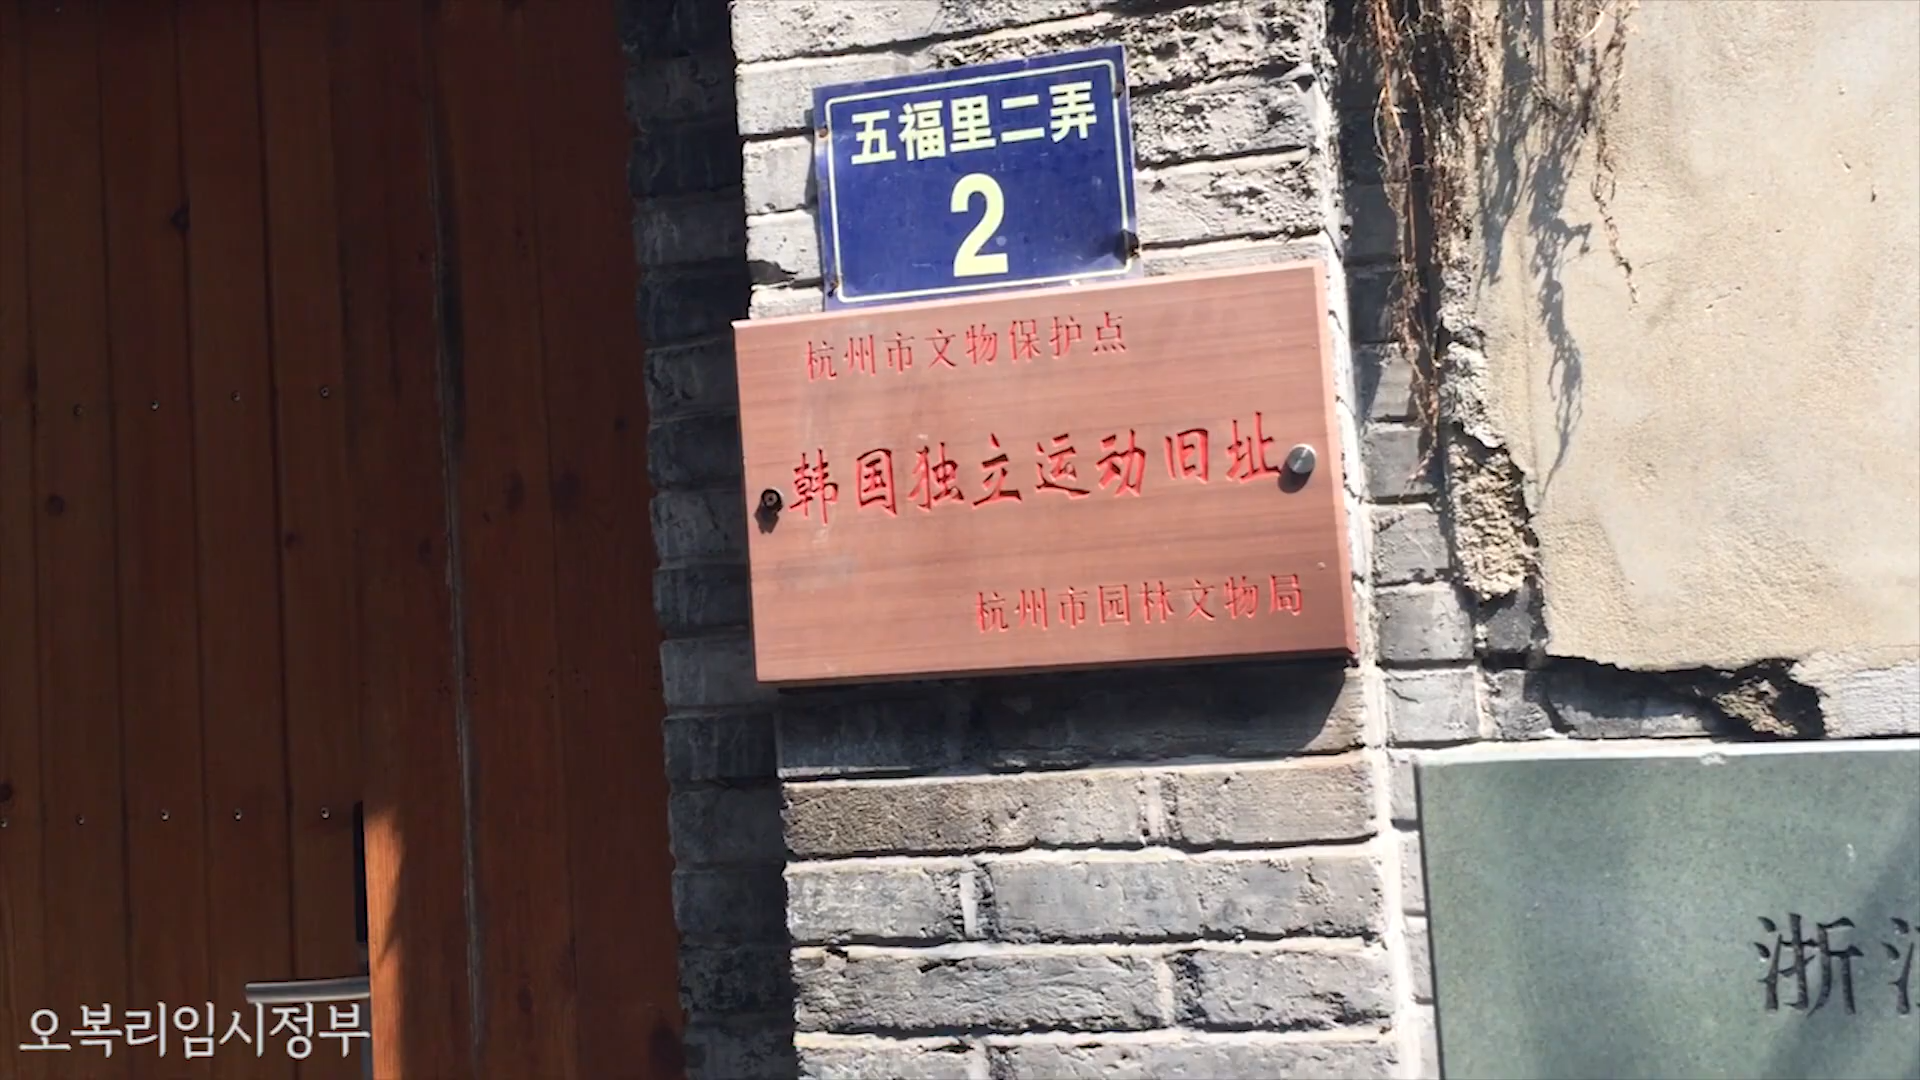 五福里二弄
2
杭州市文物保护点
韩国独立运动旧址
杭州市园林文物局
浙
오복리임시정부